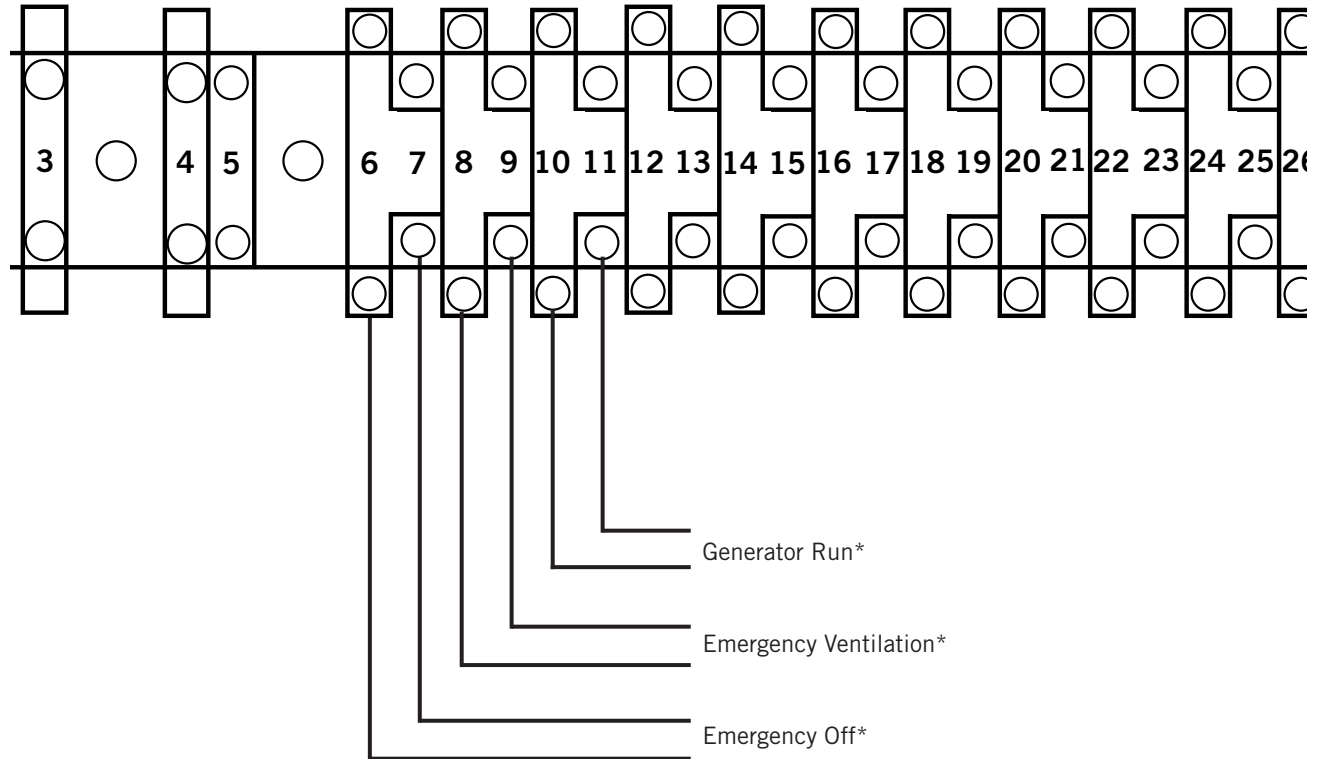 3 4 5 6 7 8 9 10 11 12 13 14 15 16 17 18 19 20 21 22 23 24 25 26
Generator Run*
Emergency Ventilation*
Emergency Off*